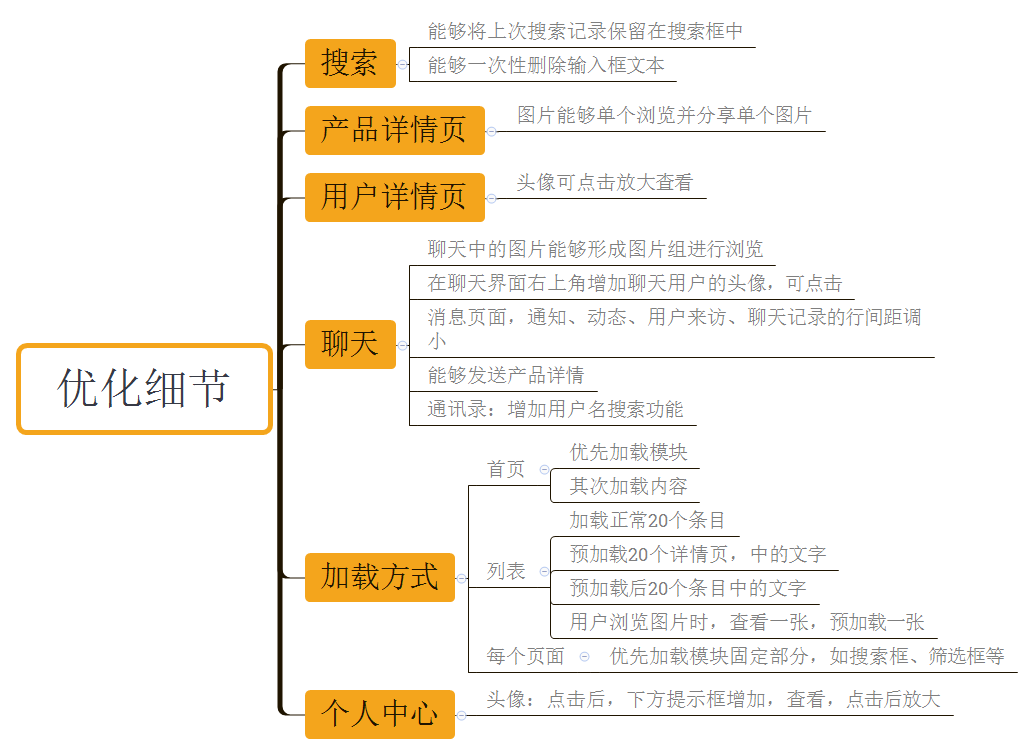 优化细节
搜索
能够将上次搜索记录保留在搜索框中
能够一次性删除输入框文本
产品详情页
图片能够单个浏览并分享单个图片
用户详情页
头像可点击放大查看
聊天
聊天中的图片能够形成图片组进行浏览
在聊天界面右上角增加聊天用户的头像，可点击
消息页面，通知、动态、用户来访、聊天记录的行间距调
小
能够发送产品详情
通讯录：增加用户名搜索功能
加载方式
首页
优先加载模块
其次加载内容
列表
加载正常20个条目
预加载20个详情页，中的文字
预加载后20个条目中的文字
用户浏览图片时，查看一张，预加载一张
每个页面
优先加载模块固定部分，如搜索框、筛选框等
个人中心
头像：点击后，下方提示框增加，查看，点击后放大